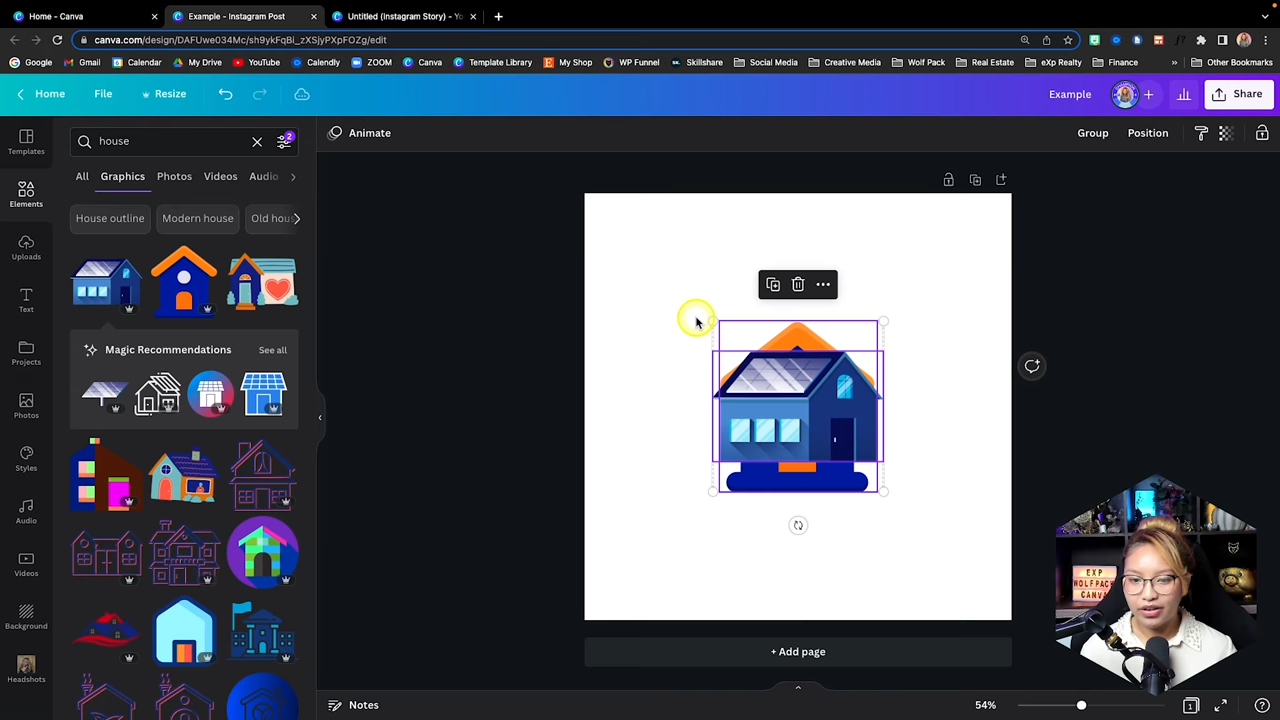 Home - Canva
Example - Instagram Post
Untitled (Instagram Story) - Yo
canva.com/design/DAFUwe034Mc/sh9ykFqBi_zXSjyPXpFOZg/edit
Google
Gmail
Calendar
My Drive
YouTube
Calendly
ZOOM
Canva
Template Library
My Shop
WP Funnel
SK. Skillshare
Social Media
Creative Media
Wolf Pack
Real Estate
eXp Realty
Finance
»
Other Bookmarks
Home
File
Resize
Example
Share
Templates
Elements
Uploads
Text
Projects
Photos
Styles
Audio
Videos
Background
Headshots
house
2
All
Graphics
Photos
Videos
Audio
House outline
Modern house
Old hous
Magic Recommendations
See all
Animate
Group
Position
+ Add page
Notes
54%
1
EXP
WOLFPACK
CANVA